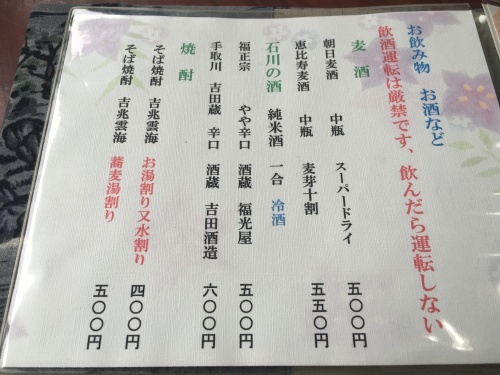 お飲み物 お酒など
飲酒運転は厳禁です、飲んだら運転しない
麦酒
朝日麦酒 中瓶 スーパードライ 五〇〇円
恵比寿麦酒 中瓶 麦芽十割 五五〇円
石川の酒 純米酒 一合 冷酒
福正宗 やや辛口 酒蔵 福光屋 五〇〇円
手取川 吉田蔵 辛口 酒蔵 吉田酒造 六〇〇円
焼酎
そば焼酎 吉兆雲海 お湯割り又水割り 四〇〇円
そば焼酎 吉兆雲海 蕎麦湯割り 五〇〇円